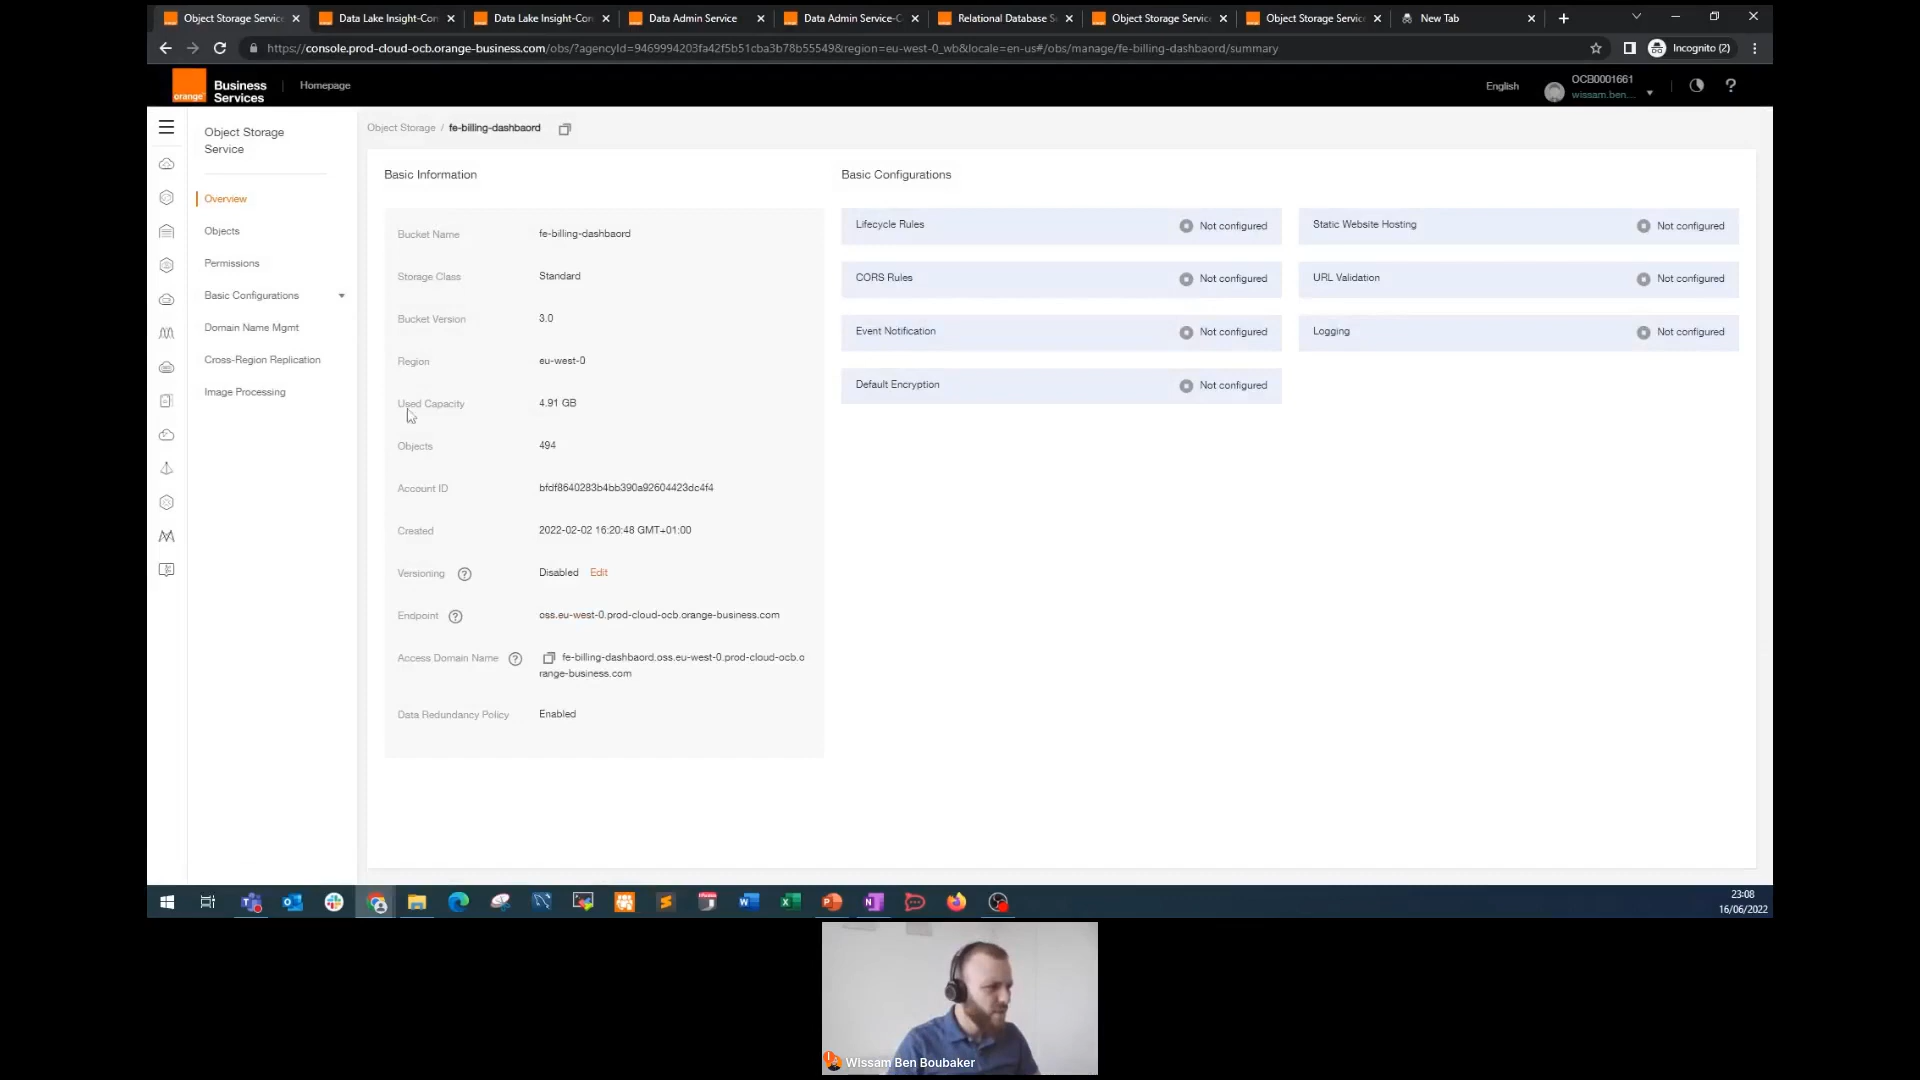 Object Storage Servic
Data Lake Insight-Con
Data Lake Insight-Con
Data Admin Service
Data Admin Service-C
Relational Database S
Object Storage Servic
Object Storage Servic
New Tab
https://console.prod-cloud-ocb.orange-business.com/obs/?agencyId=9469994203fa42f5b51cba3b78b55549&region=eu-west-0_wb&locale=en-us#/obs/manage/fe-billing-dashbaord/summary
Incognito (2)
orange
Business
Services
Homepage
English
OCB0001661
wissam.ben....
Object Storage
Service
Overview
Objects
Permissions
Basic Configurations
Domain Name Mgmt
Cross-Region Replication
Image Processing
Object Storage / fe-billing-dashbaord
Basic Information
Bucket Name fe-billing-dashbaord
Storage Class Standard
Bucket Version 3.0
Region eu-west-0
Used Capacity 4.91 GB
Objects 494
Account ID bfdf8640283b4bb390a92604423dc4f4
Created 2022-02-02 16:20:48 GMT+01:00
Versioning ? Disabled Edit
Endpoint ? oss.eu-west-0.prod-cloud-ocb.orange-business.com
Access Domain Name ? fe-billing-dashbaord.oss.eu-west-0.prod-cloud-ocb.o
range-business.com
Data Redundancy Policy Enabled
Basic Configurations
Lifecycle Rules Not configured
Static Website Hosting Not configured
CORS Rules Not configured
URL Validation Not configured
Event Notification Not configured
Logging Not configured
Default Encryption Not configured
23:08
16/06/2022
Wissam Ben Boubaker